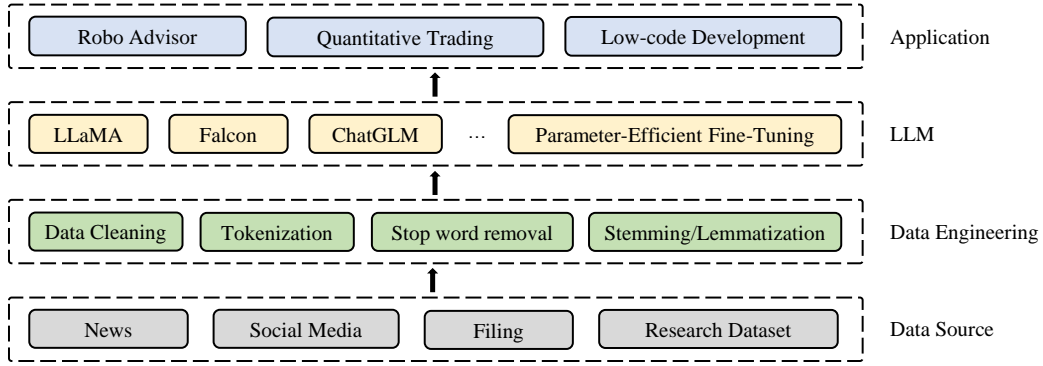 Robo Advisor Quantitative Trading Low-code Development Application
LLaMA Falcon ChatGLM ... Parameter-Efficient Fine-Tuning LLM
Data Cleaning Tokenization Stop word removal Stemming/Lemmatization Data Engineering
News Social Media Filing Research Dataset Data Source